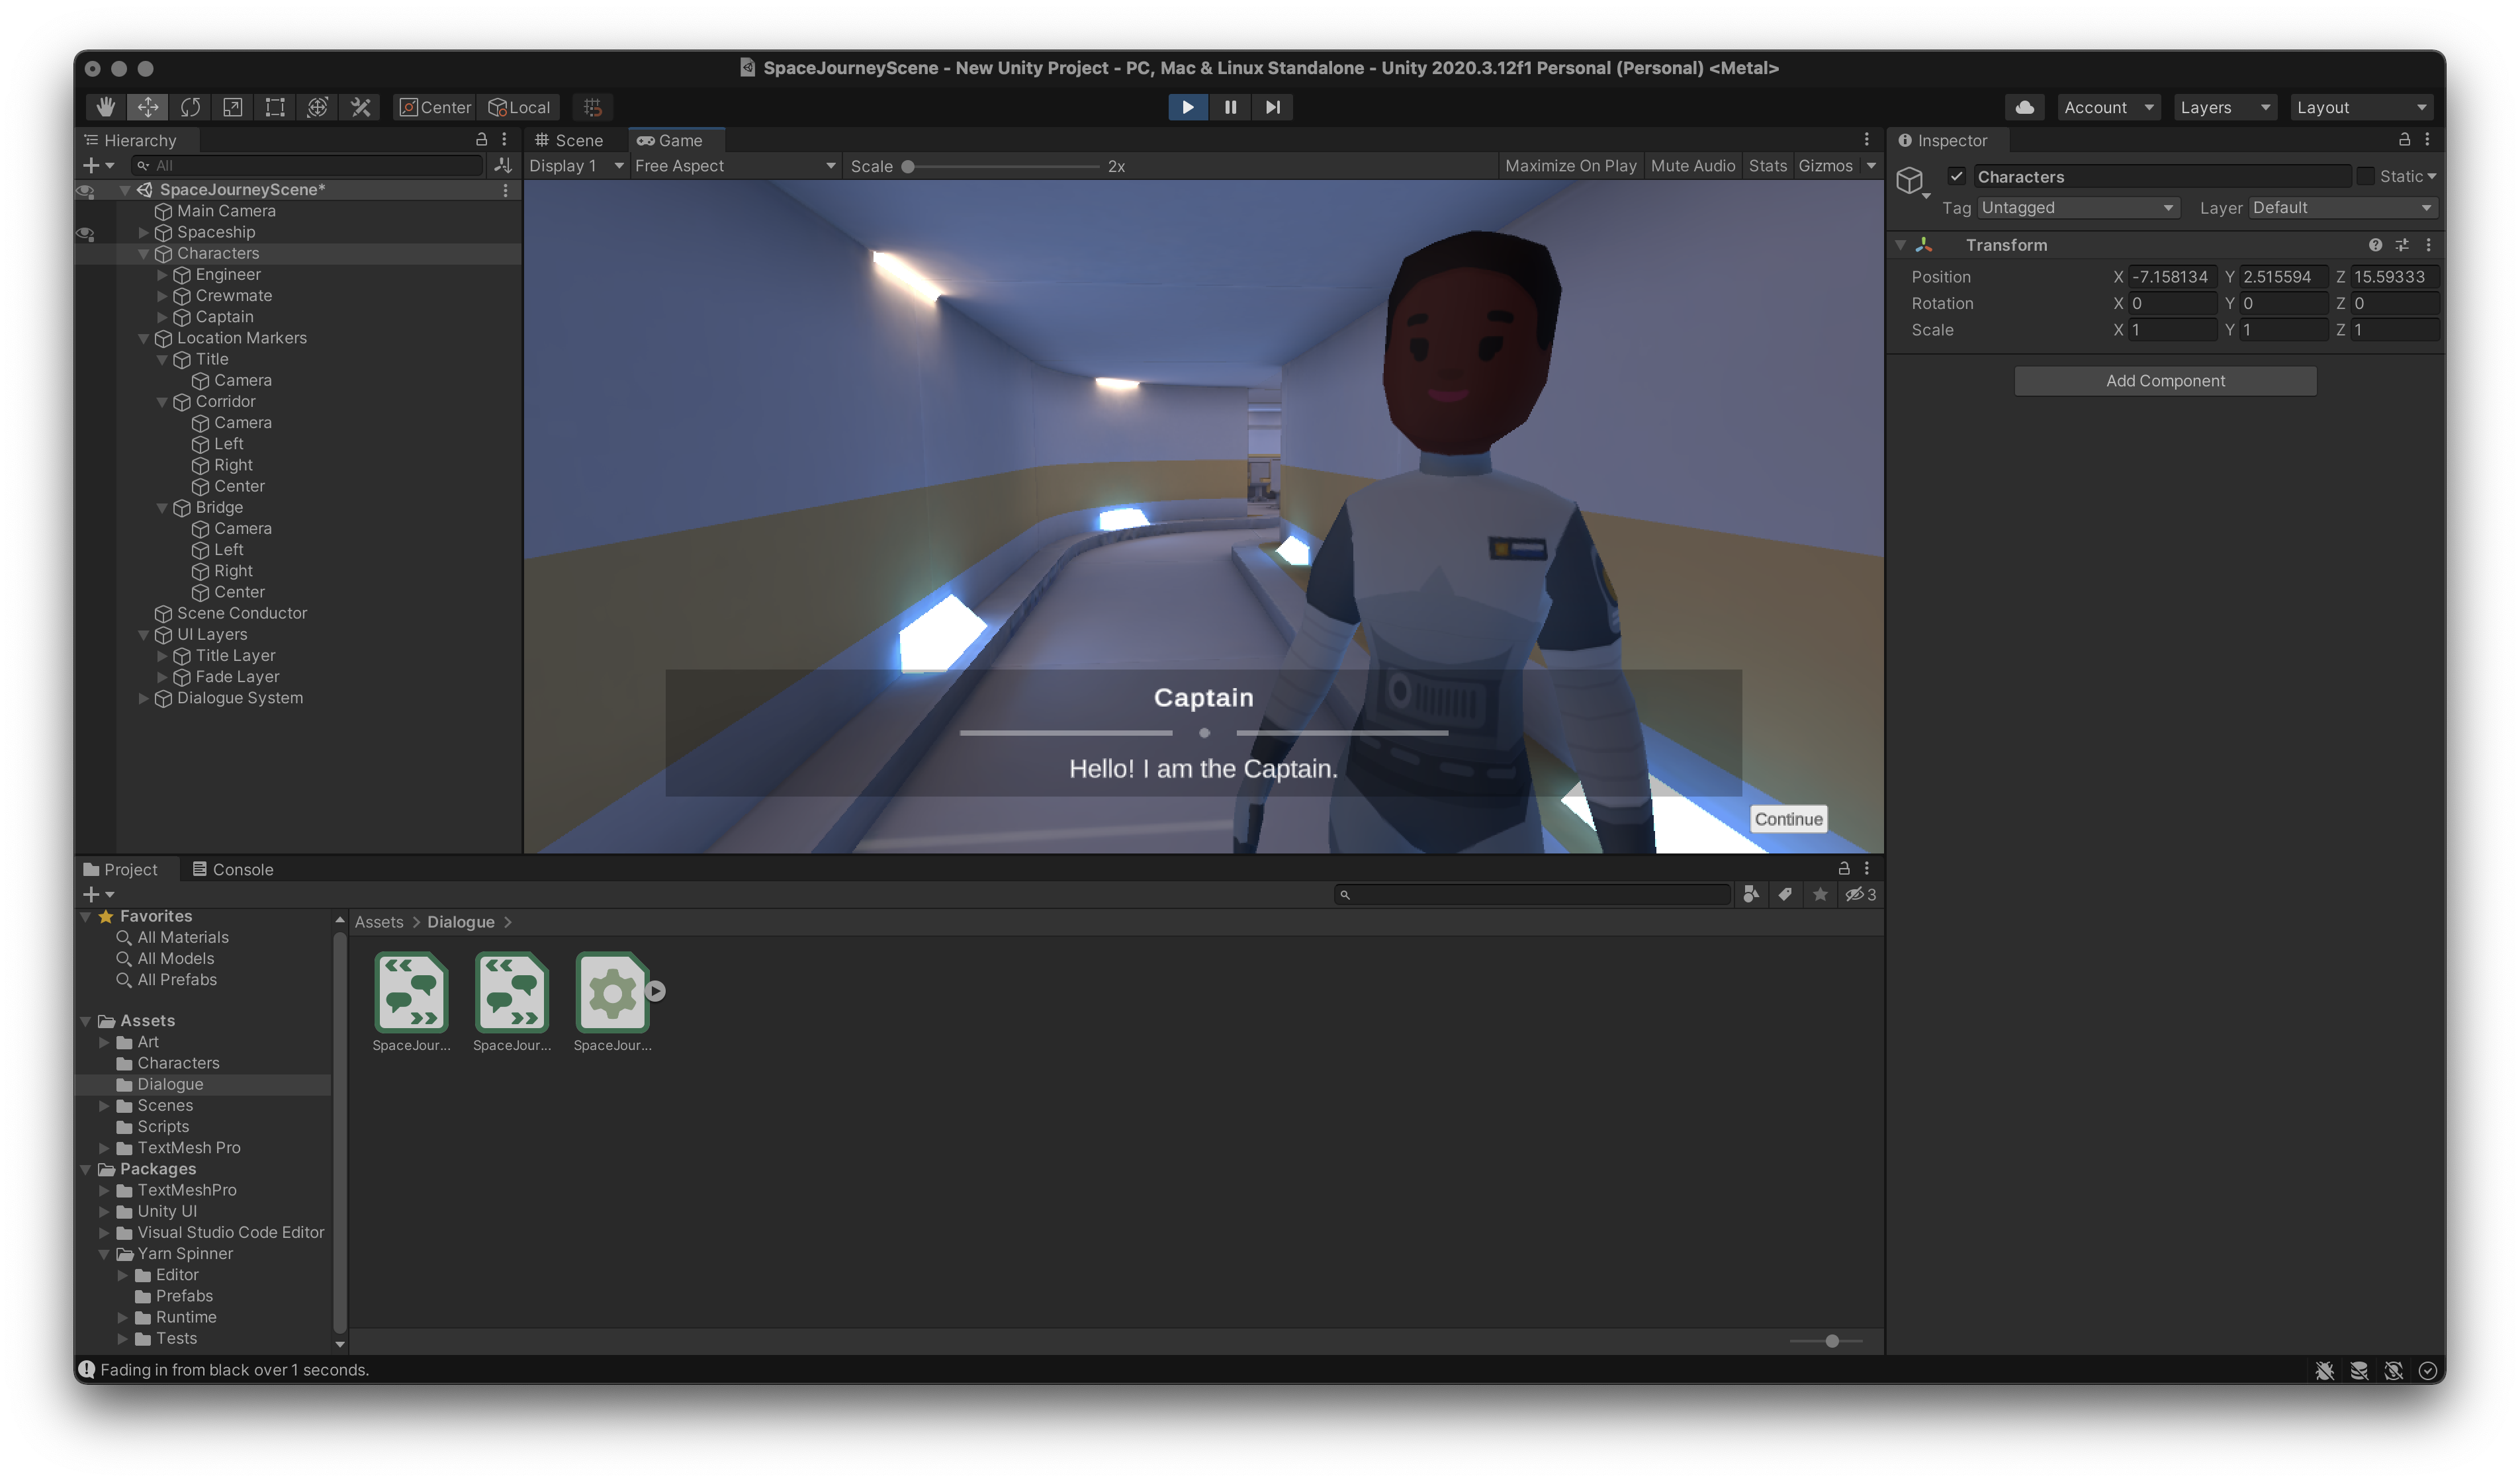 SpaceJourneyScene - New Unity Project - PC, Mac & Linux Standalone - Unity 2020.3.12f1 Personal (Personal) <Metal>
Center Local Account Layers Layout
Hierarchy
All
SpaceJourneyScene*
Main Camera
Spaceship
Characters
Engineer
Crewmate
Captain
Location Markers
Title
Camera
Corridor
Camera
Left
Right
Center
Bridge
Camera
Left
Right
Center
Scene Conductor
UI Layers
Title Layer
Fade Layer
Dialogue System
Scene Game
Display 1 Free Aspect Scale 2x Maximize On Play Mute Audio Stats Gizmos
Captain
Hello! I am the Captain.
Continue
Inspector
Characters Static
Tag Untagged Layer Default
Transform
Position X -7.158134 Y 2.515594 Z 15.59333
Rotation X 0 Y 0 Z 0
Scale X 1 Y 1 Z 1
Add Component
Project Console
3
Favorites
All Materials
All Models
All Prefabs
Assets
Art
Characters
Dialogue
Scenes
Scripts
TextMesh Pro
Packages
TextMeshPro
Unity UI
Visual Studio Code Editor
Yarn Spinner
Editor
Prefabs
Runtime
Tests
Assets > Dialogue >
SpaceJour... SpaceJour... SpaceJour...
Fading in from black over 1 seconds.